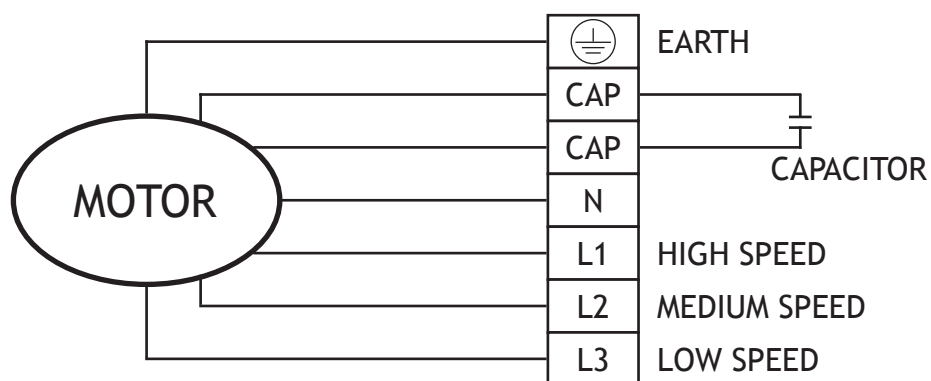 EARTH
CAP
CAP
CAPACITOR
MOTOR
N
L1 HIGH SPEED
L2 MEDIUM SPEED
L3 LOW SPEED